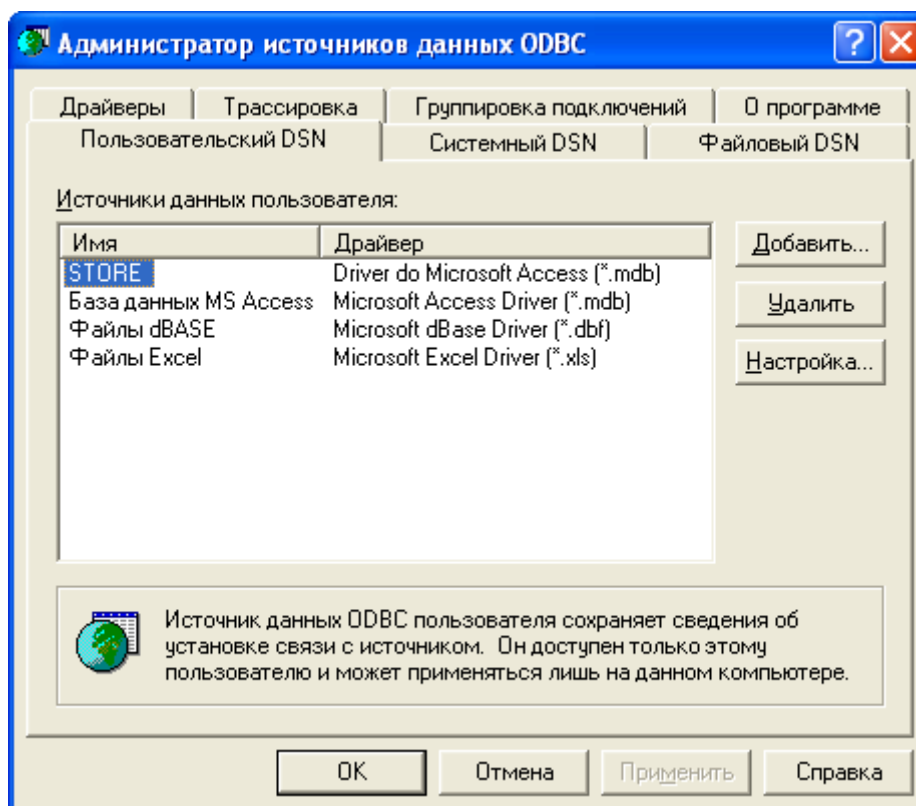 Администратор источников данных ODBC
Драйверы Трассировка Группировка подключений О программе
Пользовательский DSN Системный DSN Файловый DSN
Источники данных пользователя:
Имя Драйвер
STORE Driver do Microsoft Access (*.mdb)
База данных MS Access Microsoft Access Driver (*.mdb)
Файлы dBASE Microsoft dBase Driver (*.dbf)
Файлы Excel Microsoft Excel Driver (*.xls)
Добавить...
Удалить
Настройка...
Источник данных ODBC пользователя сохраняет сведения об
установке связи с источником. Он доступен только этому
пользователю и может применяться лишь на данном компьютере.
OK Отмена Применить Справка